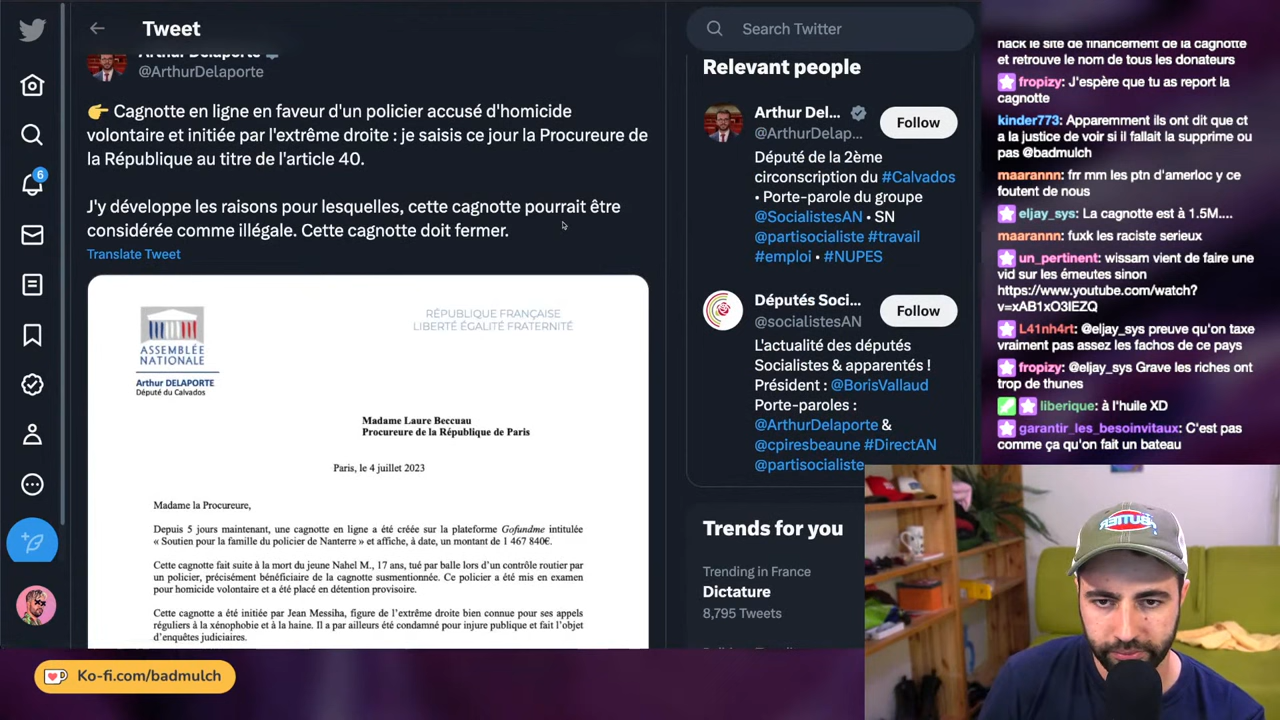 Tweet
@ArthurDelaporte
👉 Cagnotte en ligne en faveur d'un policier accusé d'homicide
volontaire et initiée par l'extrême droite : je saisis ce jour la Procureure de
la République au titre de l'article 40.
J'y développe les raisons pour lesquelles, cette cagnotte pourrait être
considérée comme illégale. Cette cagnotte doit fermer.
Translate Tweet
RÉPUBLIQUE FRANÇAISE
LIBERTÉ EGALITÉ FRATERNITÉ
ASSEMBLÉE
NATIONALE
Arthur DELAPORTE
Député du Calvados
Madame Laure Beccuau
Procureure de la République de Paris
Paris, le 4 juillet 2023
Madame la Procureure,
Depuis 5 jours maintenant, une cagnotte en ligne a été créée sur la plateforme Gofundme intitulée
« Soutien pour la famille du policier de Nanterre » et affiche, à date, un montant de 1 467 840€.
Cette cagnotte fait suite à la mort du jeune Nahel M., 17 ans, tué par balle lors d'un contrôle routier par
un policier, précisément bénéficiaire de la cagnotte susmentionnée. Ce policier a été mis en examen
pour homicide volontaire et a été placé en détention provisoire.
Cette cagnotte a été initiée par Jean Messiha, figure de l'extrême droite bien connue pour ses appels
réguliers à la xénophobie et à la haine. Il a par ailleurs été condamné pour injure publique et fait l'objet
d'enquêtes judiciaires.
6
Ko-fi.com/badmulch
Search Twitter
Relevant people
Arthur Del...
@ArthurDelap...
Follow
Député de la 2ème
circonscription du #Calvados
• Porte-parole du groupe
@SocialistesAN • SN
@partisocialiste #travail
#emploi • #NUPES
Députés Soci...
@socialistesAN
Follow
L'actualité des députés
Socialistes & apparentés !
Président : @BorisVallaud
Porte-paroles :
@ArthurDelaporte &
@cpiresbeaune #DirectAN
@partisocialiste
Trends for you
Trending in France
Dictature
8,795 Tweets
hack le site de financement de la cagnotte
et retrouve le nom de tous les donateurs
fropizy: J'espère que tu as report la
cagnotte
kinder773: Apparemment ils ont dit que ct
a la justice de voir si il fallait la supprime ou
pas @badmulch
maarannn: frr mm les ptn d'amerloc y ce
foutent de nous
eljay_sys: La cagnotte est à 1.5M....
maarannn: fuxk les raciste serieux
un_pertinent: wissam vient de faire une
vid sur les émeutes sinon
https://www.youtube.com/watch?
v=xAB1xO3IEZQ
L41nh4rt: @eljay_sys preuve qu'on taxe
vraiment pas assez les fachos de ce pays
fropizy: @eljay_sys Grave les riches ont
trop de thunes
liberique: à l'huile XD
garantir_les_besoinvitaux: C'est pas
comme ça qu'on fait un bateau